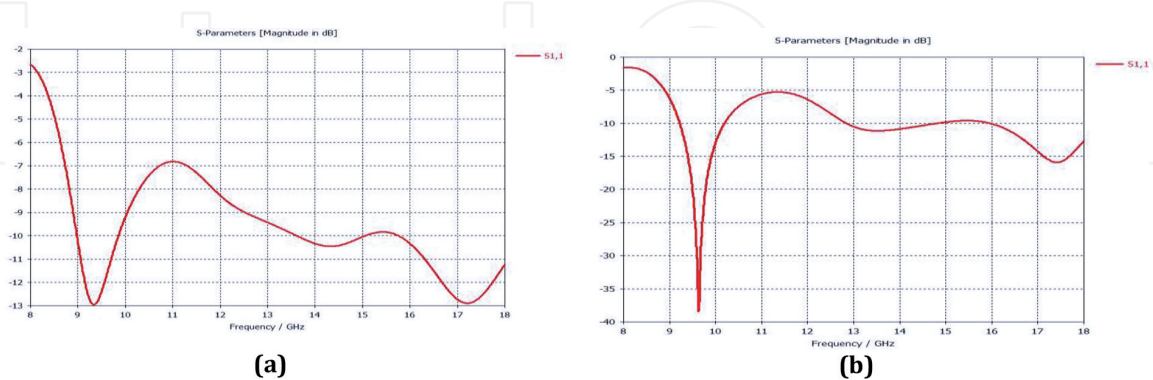 S-Parameters [Magnitude in dB]
S1,1
-2
-3
-4
-5
-6
-7
-8
-9
-10
-11
-12
-13
8 9 10 11 12 13 14 15 16 17 18
Frequency / GHz
(a)
S-Parameters [Magnitude in dB]
S1,1
0
-5
-10
-15
-20
-25
-30
-35
-40
8 9 10 11 12 13 14 15 16 17 18
Frequency / GHz
(b)